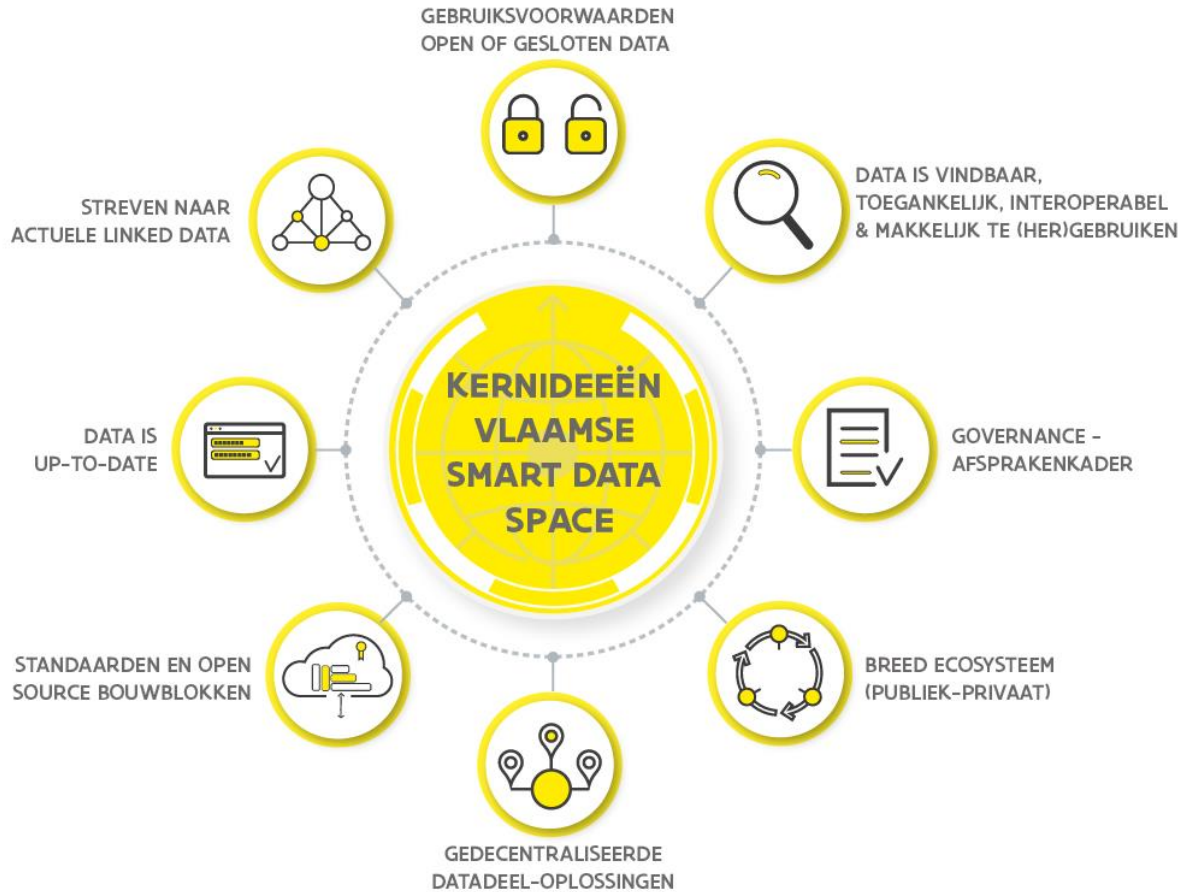 GEBRUIKSVOORWAARDEN
OPEN OF GESLOTEN DATA
DATA IS VINDBAAR,
TOEGANKELIJK, INTEROPERABEL
& MAKKELIJK TE (HER)GEBRUIKEN
STREVEN NAAR
ACTUELE LINKED DATA
KERNIDEEËN
VLAAMSE
SMART DATA
SPACE
DATA IS
UP-TO-DATE
GOVERNANCE -
AFSPRAKENKADER
STANDAARDEN EN OPEN
SOURCE BOUWBLOKKEN
BREED ECOSYSTEEM
(PUBLIEK-PRIVAAT)
GEDECENTRALISEERDE
DATADEEL-OPLOSSINGEN